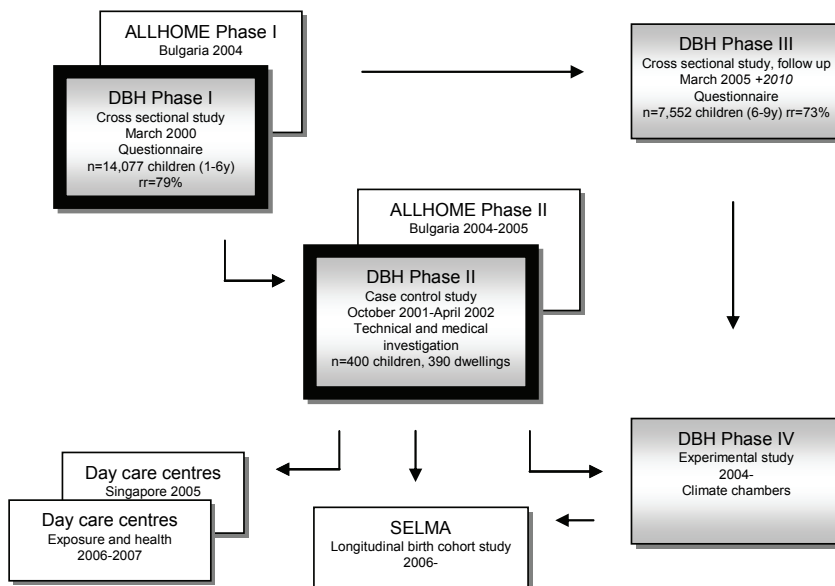 ALLHOME Phase I
Bulgaria 2004
DBH Phase I
Cross sectional study
March 2000
Questionnaire
n=14,077 children (1-6y)
rr=79%
DBH Phase III
Cross sectional study, follow up
March 2005 +2010
Questionnaire
n=7,552 children (6-9y) rr=73%
ALLHOME Phase II
Bulgaria 2004-2005
DBH Phase II
Case control study
October 2001-April 2002
Technical and medical
investigation
n=400 children, 390 dwellings
Day care centres
Singapore 2005
Day care centres
Exposure and health
2006-2007
SELMA
Longitudinal birth cohort study
2006-
DBH Phase IV
Experimental study
2004-
Climate chambers